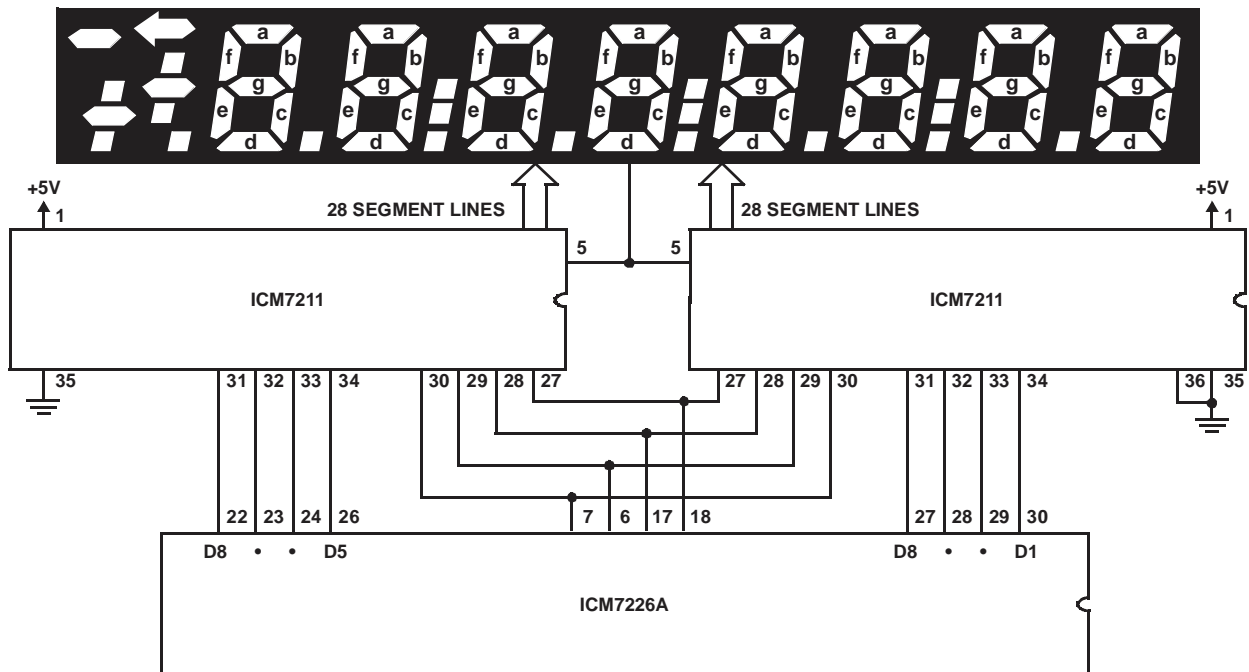 a a a a a a a a
f b f b f b f b f b f b f b f b
g g g g g g g g
e c e c e c e c e c e c e c e c
d d d d d d d d
+5V +5V
1 28 SEGMENT LINES 28 SEGMENT LINES 1
5 5
ICM7211 ICM7211
35 31 32 33 34 30 29 28 27 27 28 29 30 31 32 33 34 36 35
22 23 24 26 7 6 17 18 27 28 29 30
D8 • • D5 D8 • • D1
ICM7226A